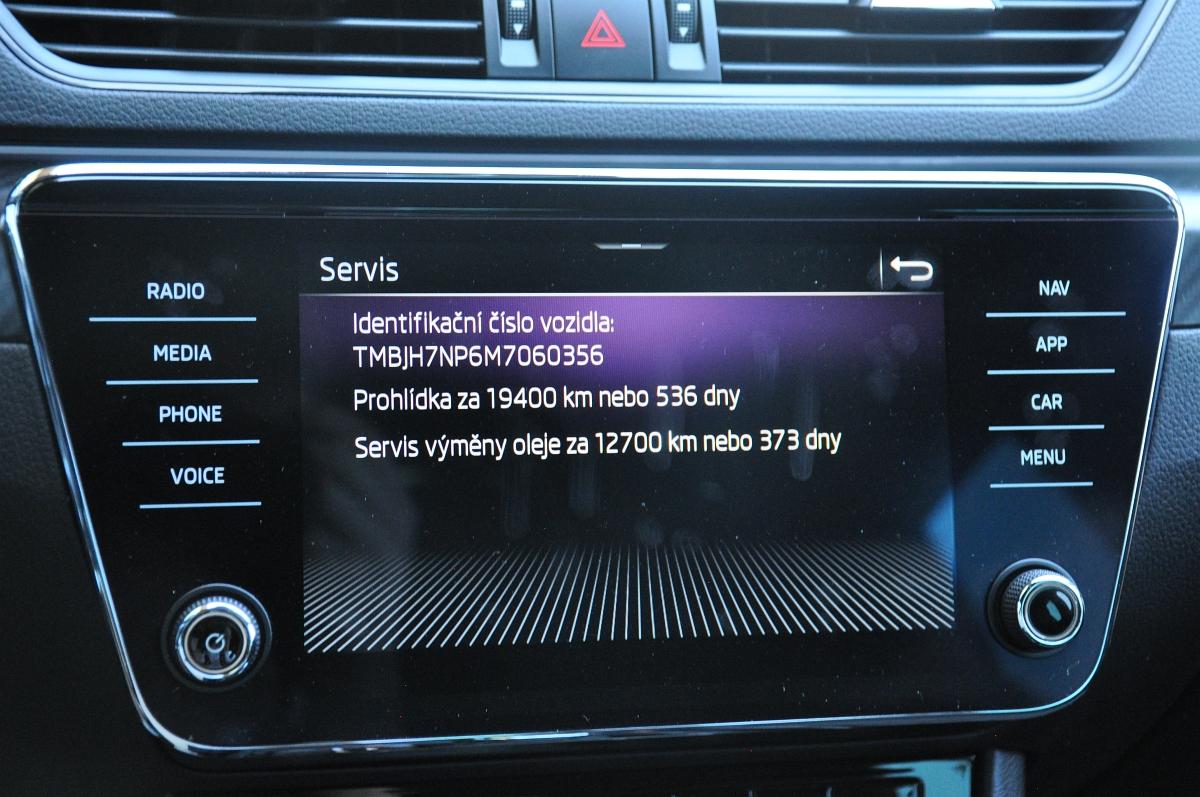 Servis
RADIO
MEDIA
PHONE
VOICE
Identifikační číslo vozidla:
TMBJH7NP6M7060356
Prohlídka za 19400 km nebo 536 dny
Servis výměny oleje za 12700 km nebo 373 dny
NAV
APP
CAR
MENU